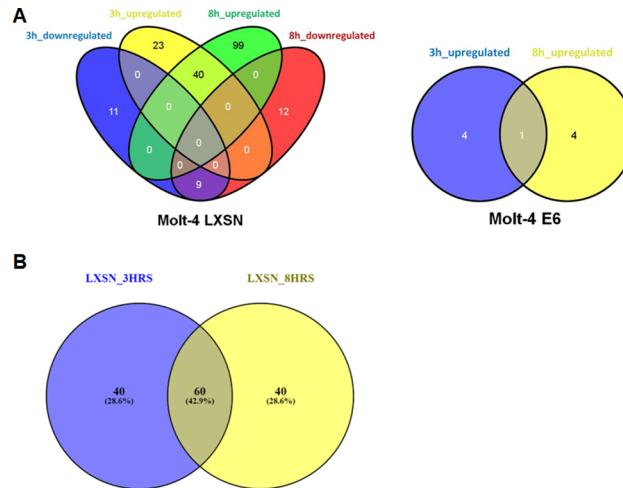 A
3h_upregulated 8h_upregulated
3h_downregulated 8h_downregulated
23 99
0 40 0
11 0 0 12
0
0 0 0 0
9
Molt-4 LXSN
3h_upregulated 8h_upregulated
4 1 4
Molt-4 E6
B
LXSN_3HRS LXSN_8HRS
40 60 40
(28.6%) (42.9%) (28.6%)